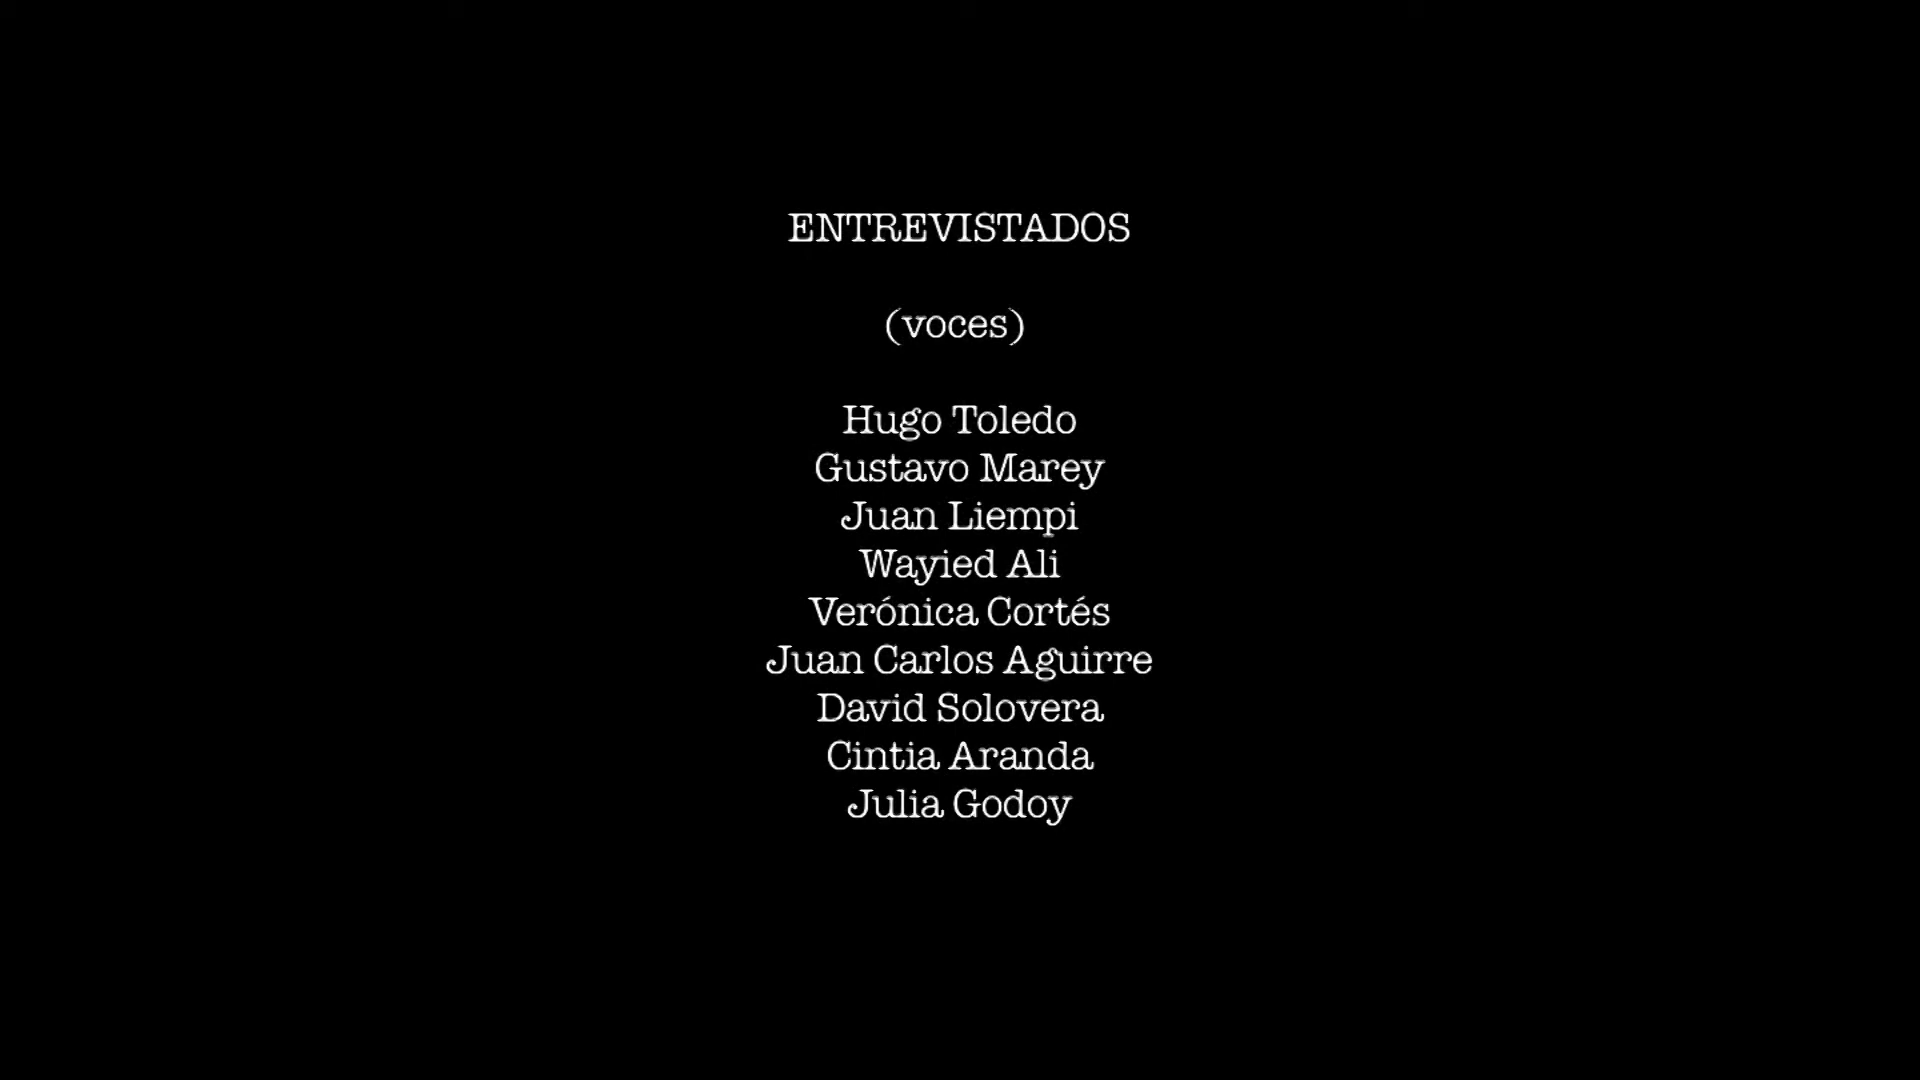 ENTREVISTADOS
(voces)
Hugo Toledo
Gustavo Marey
Juan Liempi
Wayied Ali
Verónica Cortés
Juan Carlos Aguirre
David Solovera
Cintia Aranda
Julia Godoy